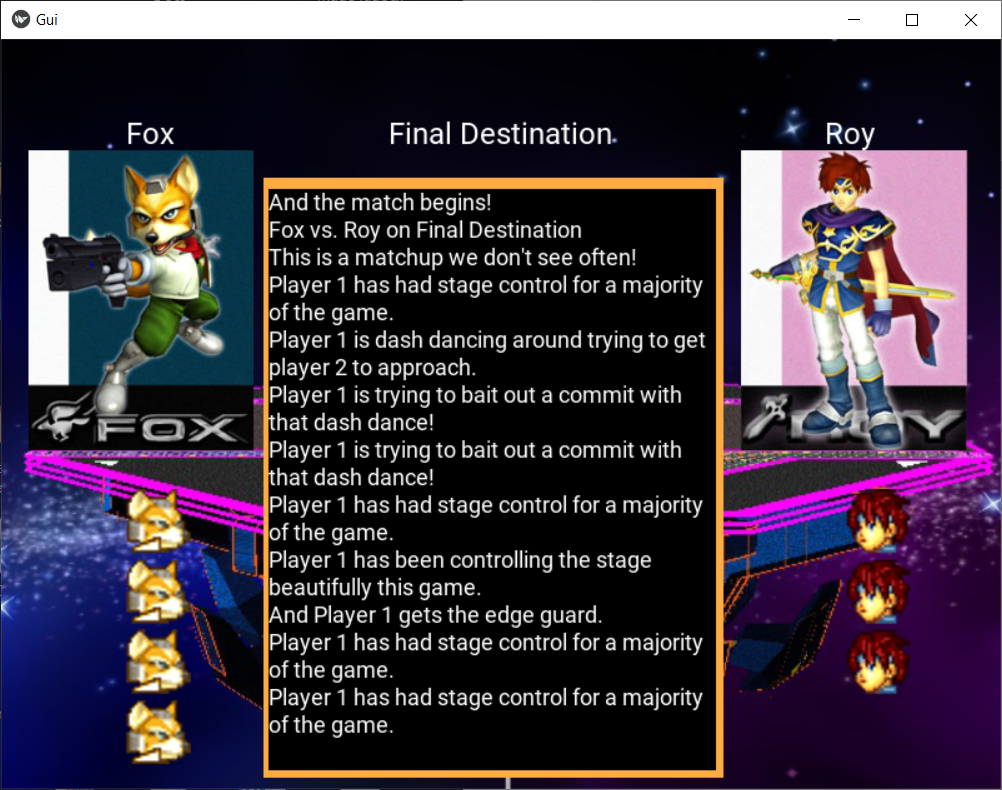 Gui
Fox
Final Destination
Roy
And the match begins!
Fox vs. Roy on Final Destination
This is a matchup we don't see often!
Player 1 has had stage control for a majority
of the game.
Player 1 is dash dancing around trying to get
player 2 to approach.
Player 1 is trying to bait out a commit with
that dash dance!
Player 1 is trying to bait out a commit with
that dash dance!
Player 1 has had stage control for a majority
of the game.
Player 1 has been controlling the stage
beautifully this game.
And Player 1 gets the edge guard.
Player 1 has had stage control for a majority
of the game.
Player 1 has had stage control for a majority
of the game.
FOX
ROY